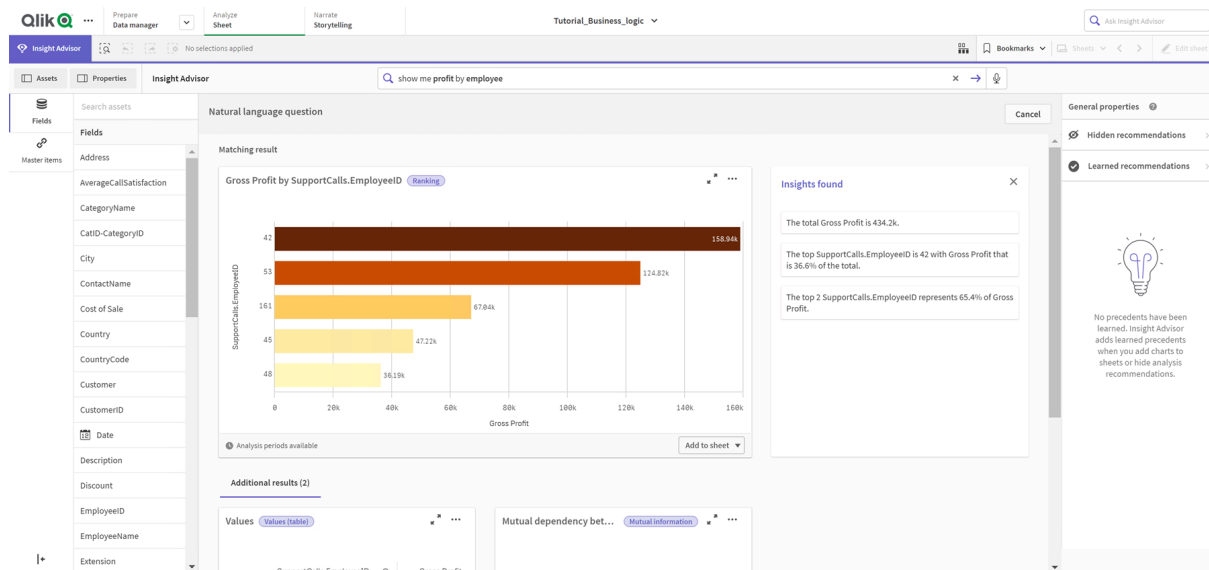 Qlik
Prepare
Data manager
Analyze
Sheet
Narrate
Storytelling
Tutorial_Business_logic
Ask Insight Advisor
Insight Advisor
No selections applied
Bookmarks
Sheets
Edit sheet
Assets
Properties
Insight Advisor
show me profit by employee
Fields
Master items
Search assets
Fields
Address
AverageCallSatisfaction
CategoryName
CatID-CategoryID
City
ContactName
Cost of Sale
Country
CountryCode
Customer
CustomerID
Date
Description
Discount
EmployeeID
EmployeeName
Extension
Natural language question
Cancel
Matching result
Gross Profit by SupportCalls.EmployeeID
Ranking
SupportCalls.EmployeeID
42
158.94k
53
124.82k
161
67.04k
45
47.22k
48
36.19k
0 20k 40k 60k 80k 100k 120k 140k 160k
Gross Profit
Analysis periods available
Add to sheet
Insights found
The total Gross Profit is 434.2k.
The top SupportCalls.EmployeeID is 42 with Gross Profit that
is 36.6% of the total.
The top 2 SupportCalls.EmployeeID represents 65.4% of Gross
Profit.
Additional results (2)
Values
Values (table)
Mutual dependency bet...
Mutual information
General properties
Hidden recommendations
Learned recommendations
No precedents have been
learned. Insight Advisor
adds learned precedents
when you add charts to
sheets or hide analysis
recommendations.